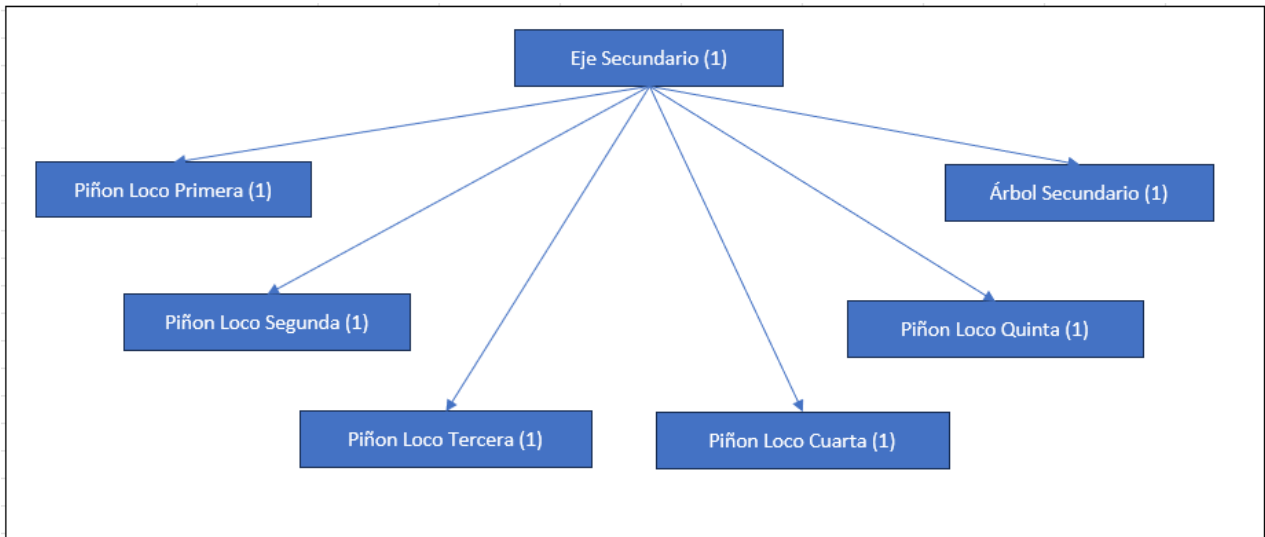 Eje Secundario (1)
Piñon Loco Primera (1)
Árbol Secundario (1)
Piñon Loco Segunda (1)
Piñon Loco Quinta (1)
Piñon Loco Tercera (1)
Piñon Loco Cuarta (1)